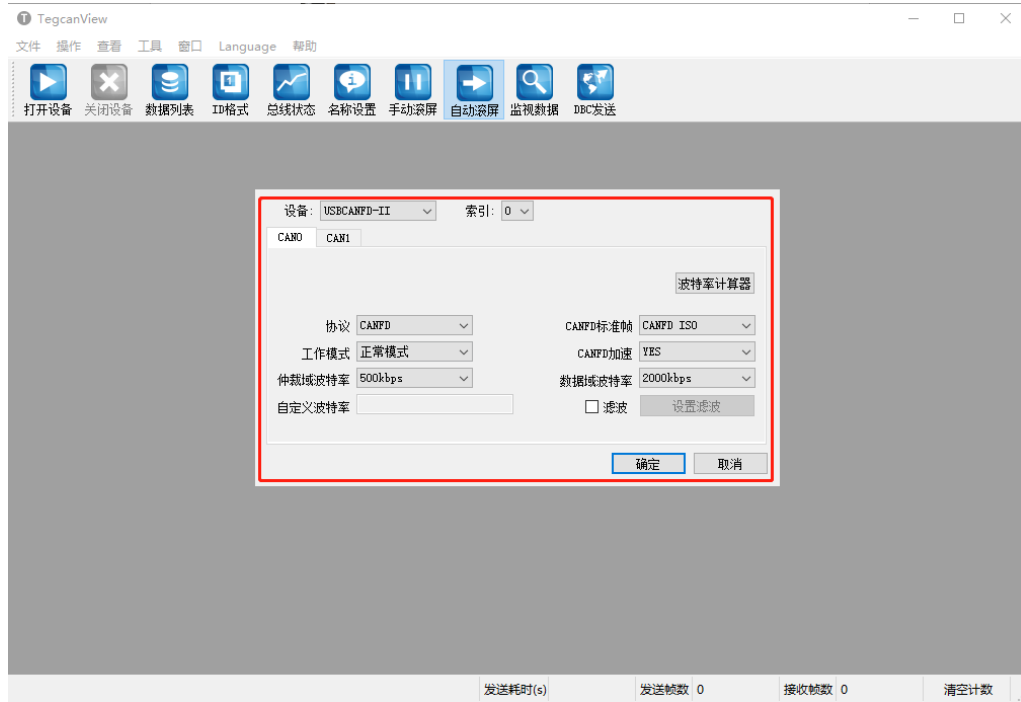 TegcanView
文件 操作 查看 工具 窗口 Language 帮助
打开设备 关闭设备 数据列表 ID格式 总线状态 名称设置 手动滚屏 自动滚屏 监视数据 DBC发送
设备: USBCANFD-II 索引: 0
CAN0 CAN1
波特率计算器
协议 CANFD CANFD标准帧 CANFD ISO
工作模式 正常模式 CANFD加速 YES
仲裁域波特率 500kbps 数据域波特率 2000kbps
自定义波特率 滤波 设置滤波
确定 取消
发送耗时(s) 发送帧数 0 接收帧数 0 清空计数